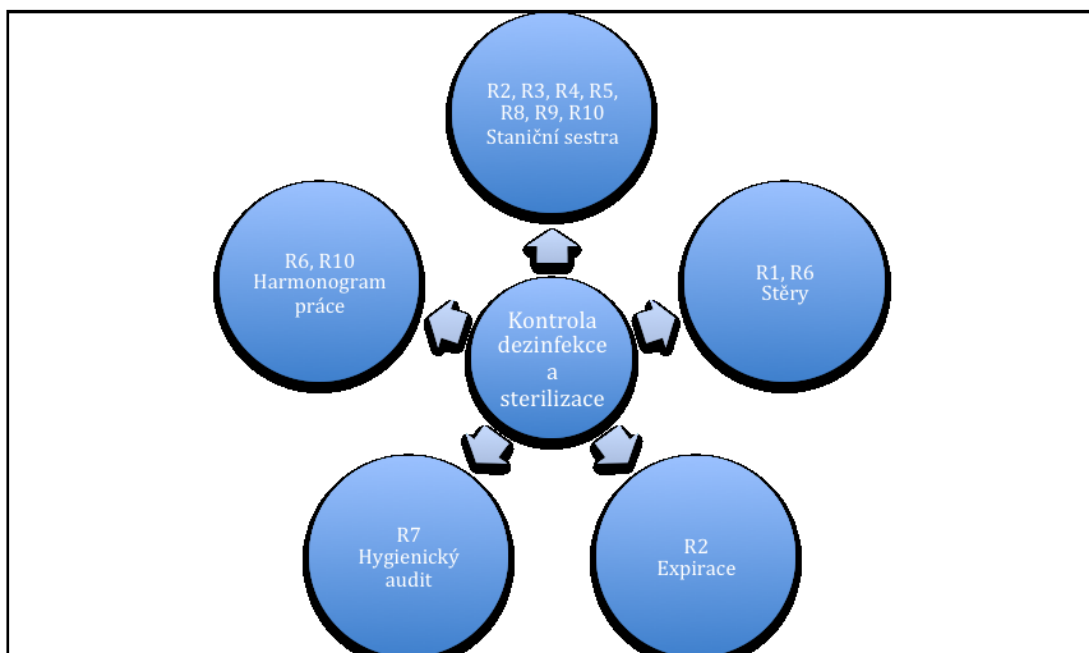 R2, R3, R4, R5,
R8, R9, R10
Staniční sestra
R6, R10
Harmonogram
práce
R1, R6
Stěry
Kontrola
dezinfekce
a
sterilizace
R7
Hygienický
audit
R2
Expirace